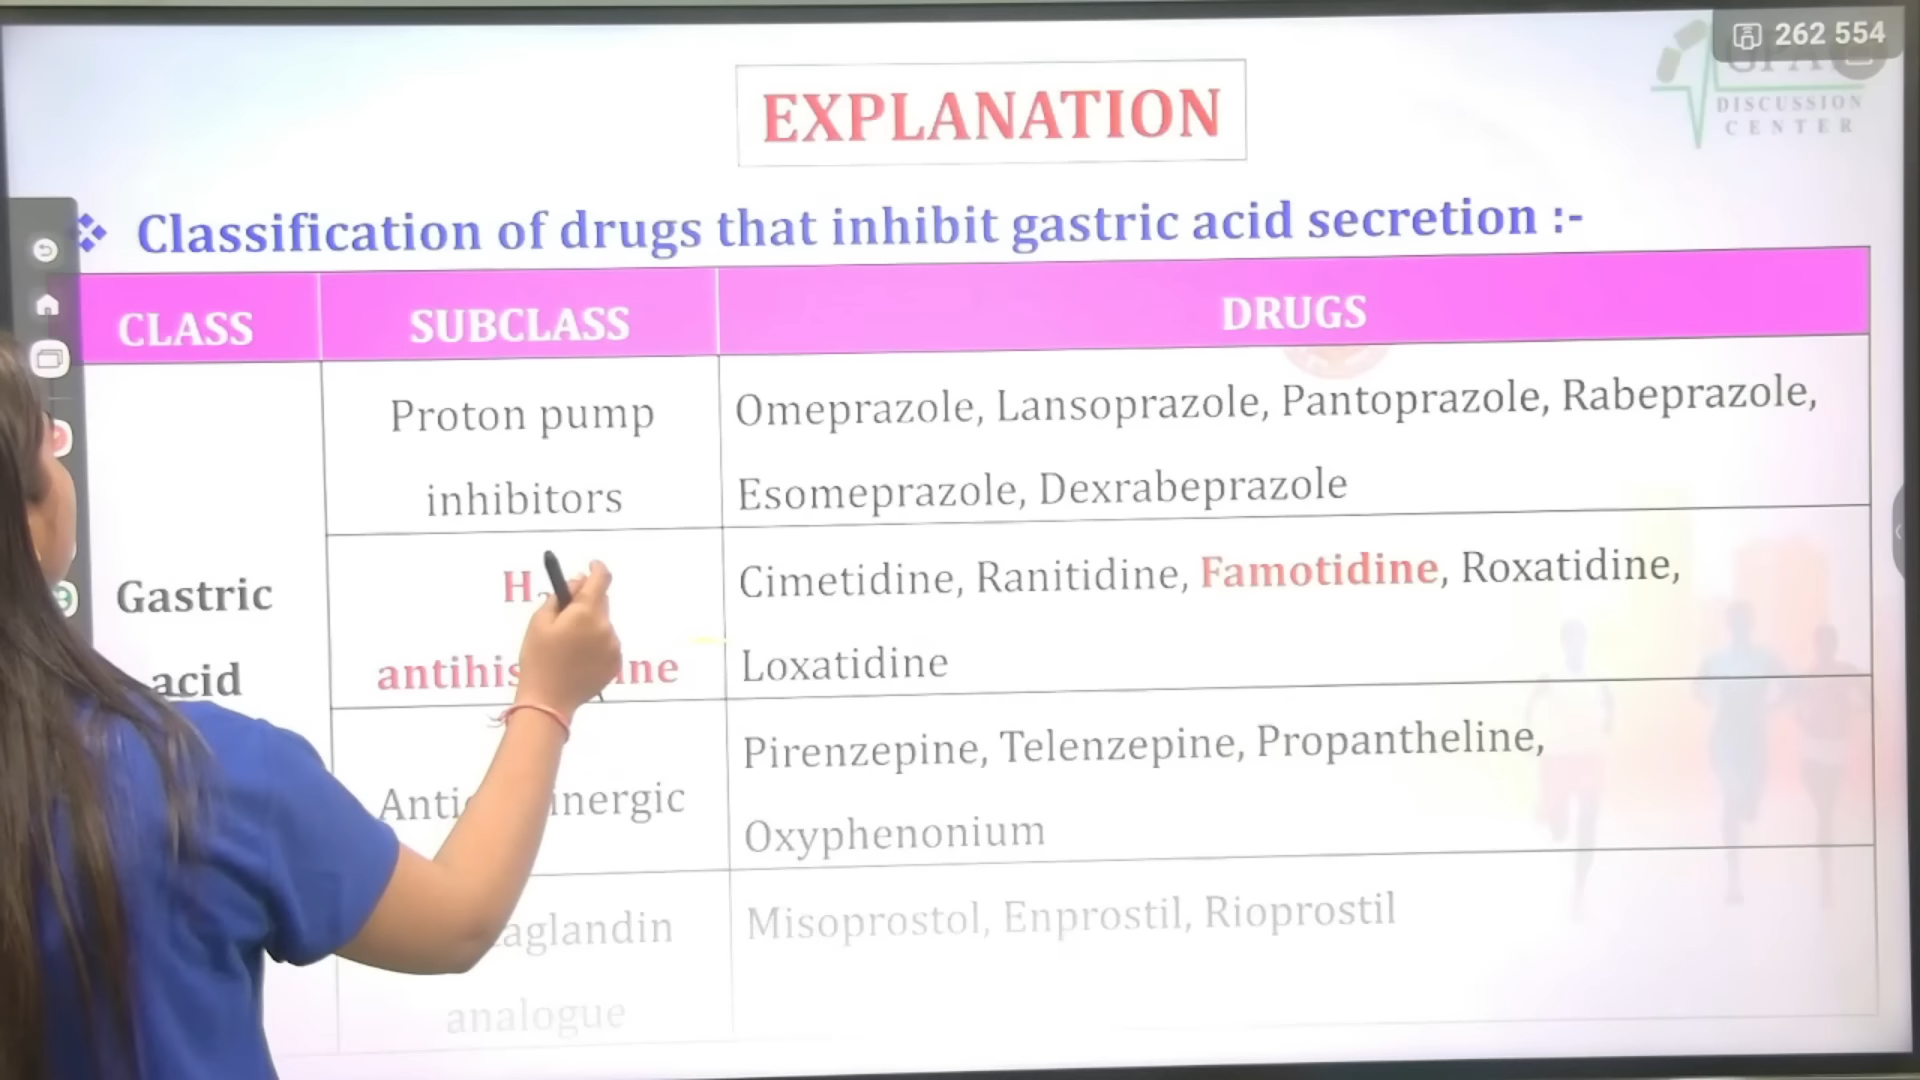 262 554
DISCUSSION
CENTER
EXPLANATION
Classification of drugs that inhibit gastric acid secretion :-
CLASS SUBCLASS DRUGS
Proton pump
inhibitors
Omeprazole, Lansoprazole, Pantoprazole, Rabeprazole,
Esomeprazole, Dexrabeprazole
Gastric
acid
H
Cimetidine, Ranitidine, Famotidine, Roxatidine,
Loxatidine
Pirenzepine, Telenzepine, Propantheline,
Oxyphenonium
Misoprostol, Enprostil, Rioprostil
analogue